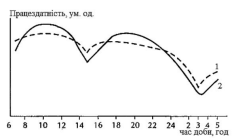 Працездатність, ум. од.
1
2
6 8 10 12 14 16 18 20 22 24 2 3 4 5
час доби, год